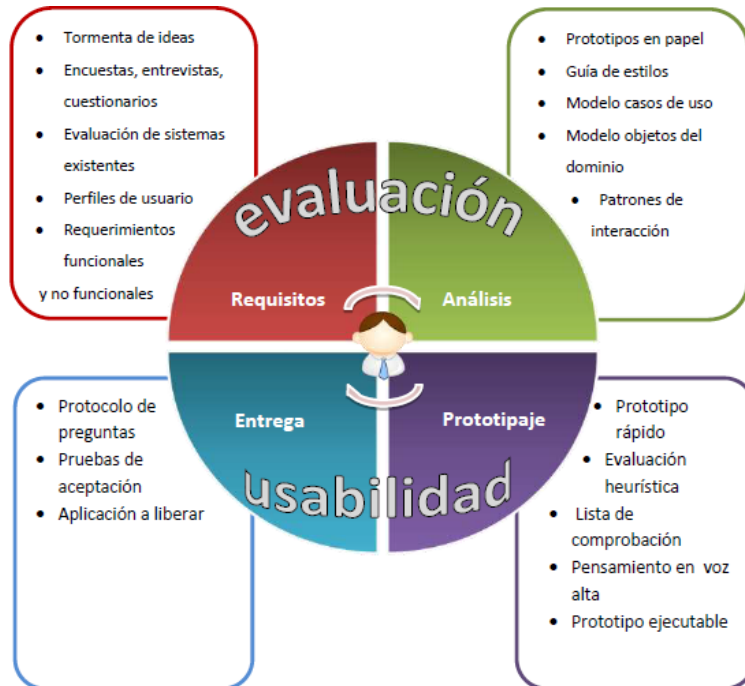 • Tormenta de ideas
• Encuestas, entrevistas,
cuestionarios
• Evaluación de sistemas
existentes
• Perfiles de usuario
• Requerimientos
funcionales
y no funcionales
• Prototipos en papel
• Guía de estilos
• Modelo casos de uso
• Modelo objetos del
dominio
• Patrones de
interacción
evaluación
Requisitos
Análisis
Entrega
Prototipaje
usabilidad
• Protocolo de
preguntas
• Pruebas de
aceptación
• Aplicación a liberar
• Prototipo
rápido
• Evaluación
heurística
• Lista de
comprobación
• Pensamiento en voz
alta
• Prototipo ejecutable